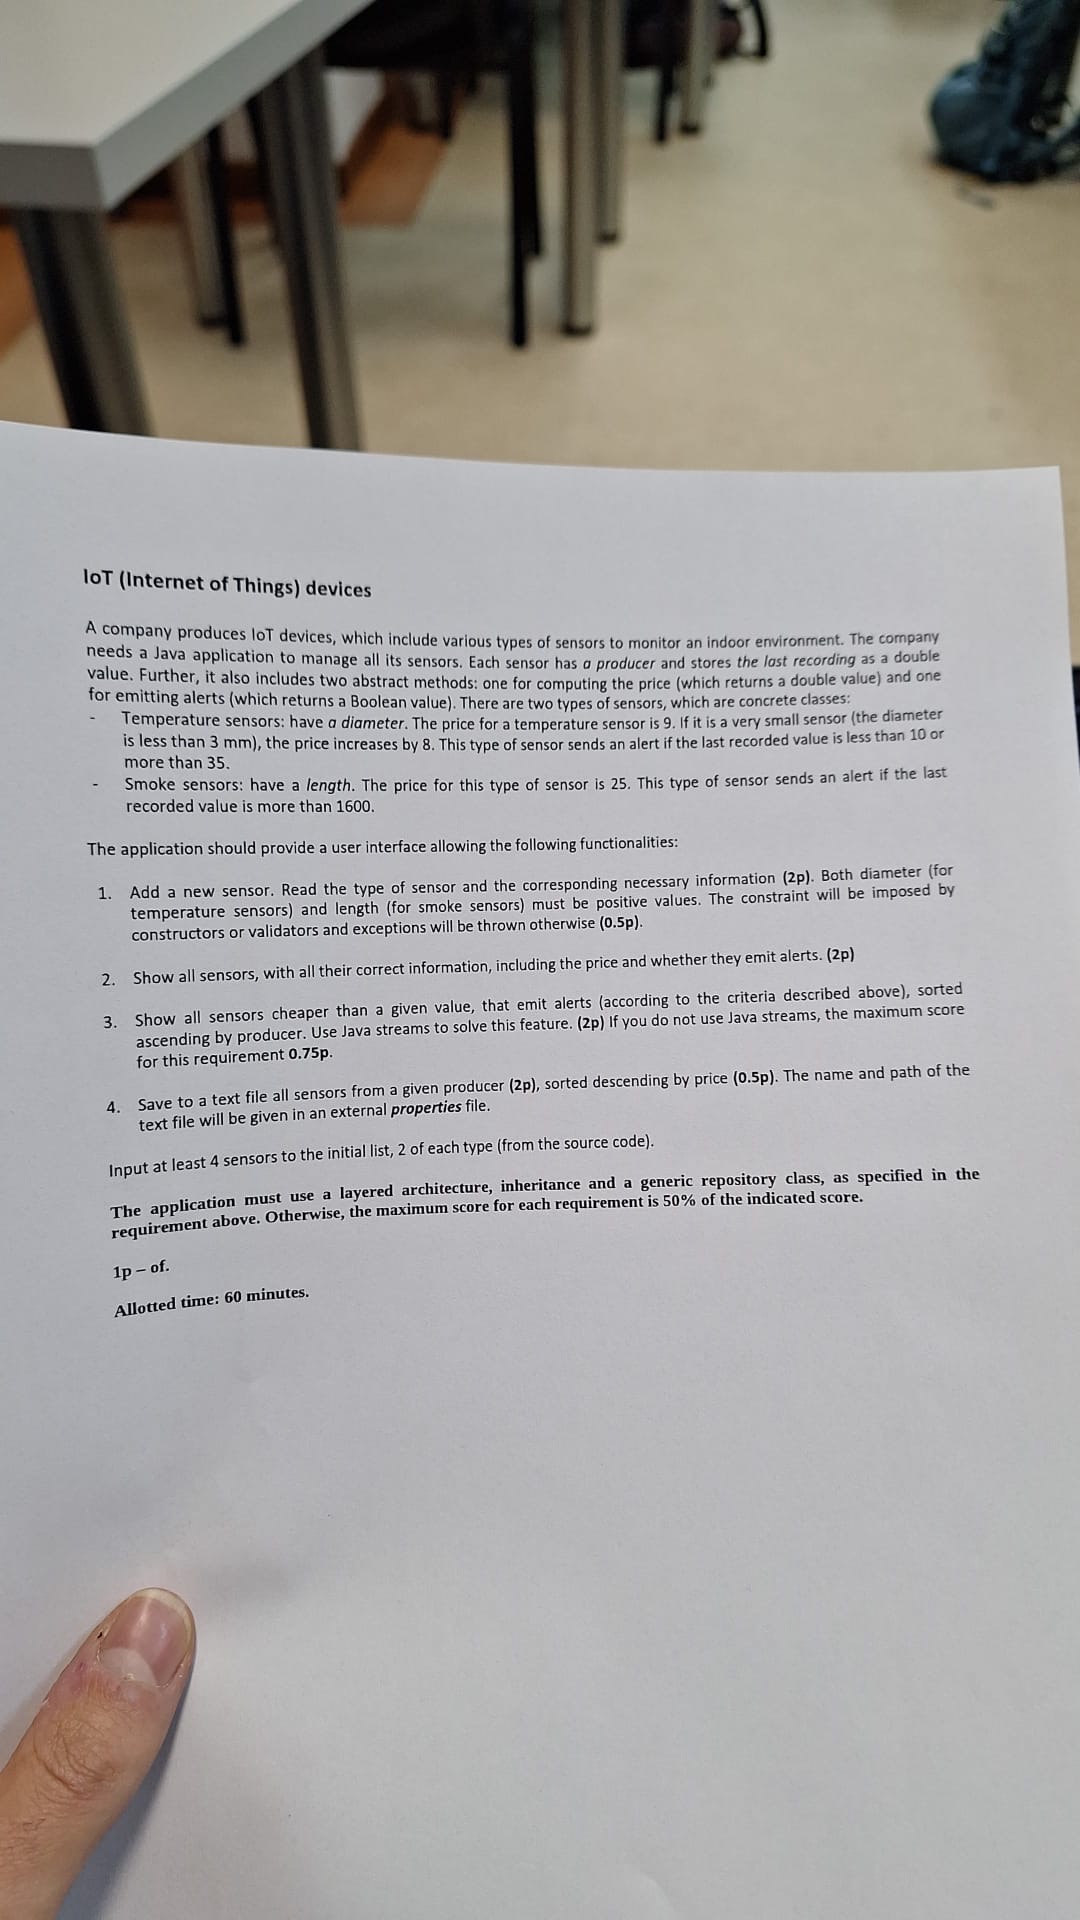 IoT (Internet of Things) devices
A company produces IoT devices, which include various types of sensors to monitor an indoor environment. The company
needs a Java application to manage all its sensors. Each sensor has a producer and stores the last recording as a double
value. Further, it also includes two abstract methods: one for computing the price (which returns a double value) and one
for emitting alerts (which returns a Boolean value). There are two types of sensors, which are concrete classes:
- Temperature sensors: have a diameter. The price for a temperature sensor is 9. If it is a very small sensor (the diameter
is less than 3 mm), the price increases by 8. This type of sensor sends an alert if the last recorded value is less than 10 or
more than 35.
- Smoke sensors: have a length. The price for this type of sensor is 25. This type of sensor sends an alert if the last
recorded value is more than 1600.
The application should provide a user interface allowing the following functionalities:
1. Add a new sensor. Read the type of sensor and the corresponding necessary information (2p). Both diameter (for
temperature sensors) and length (for smoke sensors) must be positive values. The constraint will be imposed by
constructors or validators and exceptions will be thrown otherwise (0.5p).
2. Show all sensors, with all their correct information, including the price and whether they emit alerts. (2p)
3. Show all sensors cheaper than a given value, that emit alerts (according to the criteria described above), sorted
ascending by producer. Use Java streams to solve this feature. (2p) If you do not use Java streams, the maximum score
for this requirement 0.75p.
4. Save to a text file all sensors from a given producer (2p), sorted descending by price (0.5p). The name and path of the
text file will be given in an external properties file.
Input at least 4 sensors to the initial list, 2 of each type (from the source code).
The application must use a layered architecture, inheritance and a generic repository class, as specified in the
requirement above. Otherwise, the maximum score for each requirement is 50% of the indicated score.
1p – of.
Allotted time: 60 minutes.